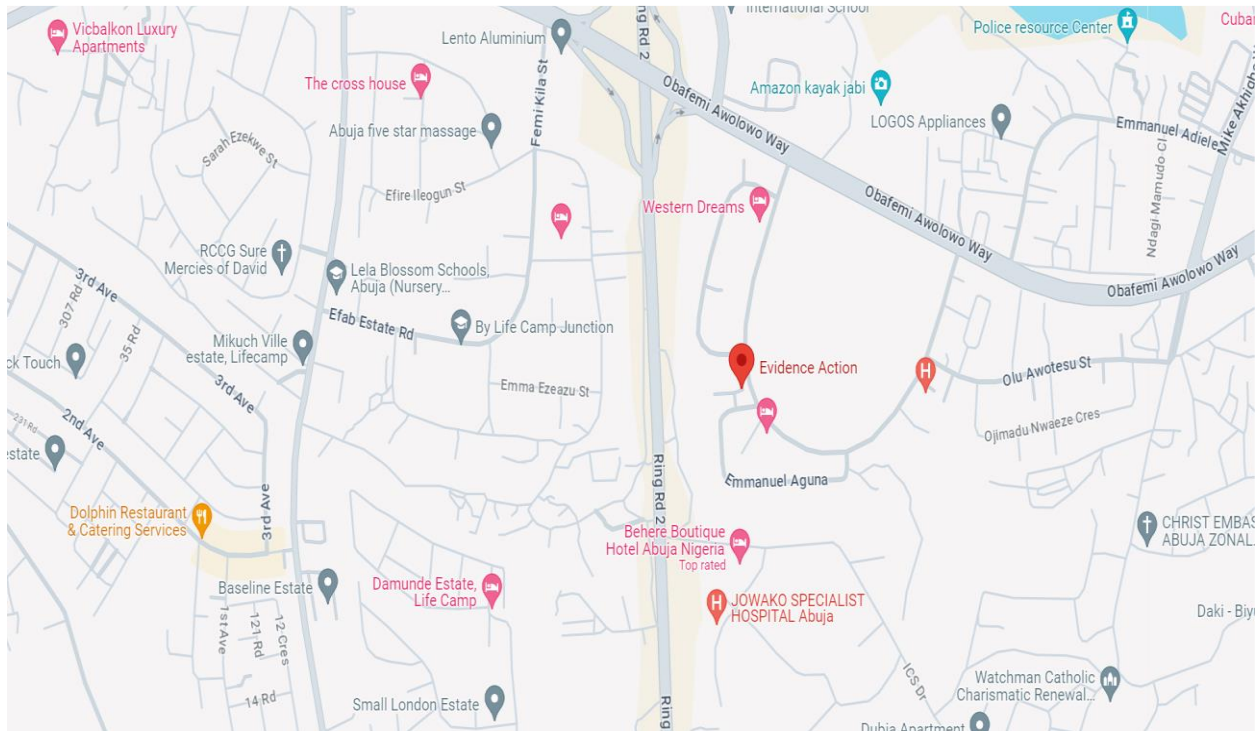 International School
Vicbalkon Luxury
Apartments
Lento Aluminium
Ring Rd 2
Police resource Center
Cuba
The cross house
Femi Kila St
Obafemi Awolowo Way
Amazon kayak jabi
LOGOS Appliances
Emmanuel Adiele
Mike Akhigbe
Abuja five star massage
Sarah Ezekwe St
Efire Ileogun St
Western Dreams
Obafemi Awolowo Way
Ndagi Mamudo Cl
RCCG Sure
Mercies of David
3rd Ave
Lela Blossom Schools,
Abuja (Nursery...
Obafemi Awolowo Way
307 Rd
35 Rd
Efab Estate Rd
By Life Camp Junction
Mikuch Ville
estate, Lifecamp
ck Touch
Evidence Action
H
Olu Awotesu St
3rd Ave
Emma Ezeazu St
2nd Ave
231 Rd
Ojimadu Nwaeze Cres
estate
Ring Rd 2
Emmanuel Aguna
3rd Ave
Dolphin Restaurant
& Catering Services
Behere Boutique
Hotel Abuja Nigeria
Top rated
CHRIST EMBAS
ABUJA ZONAL.
Baseline Estate
Damunde Estate,
Life Camp
H
JOWAKO SPECIALIST
HOSPITAL Abuja
1st Ave
121 Rd
12 Cres
Daki - Biy
14 Rd
Small London Estate
Ring
ICS Dr
Watchman Catholic
Charismatic Renewal...
Dubia Apartment